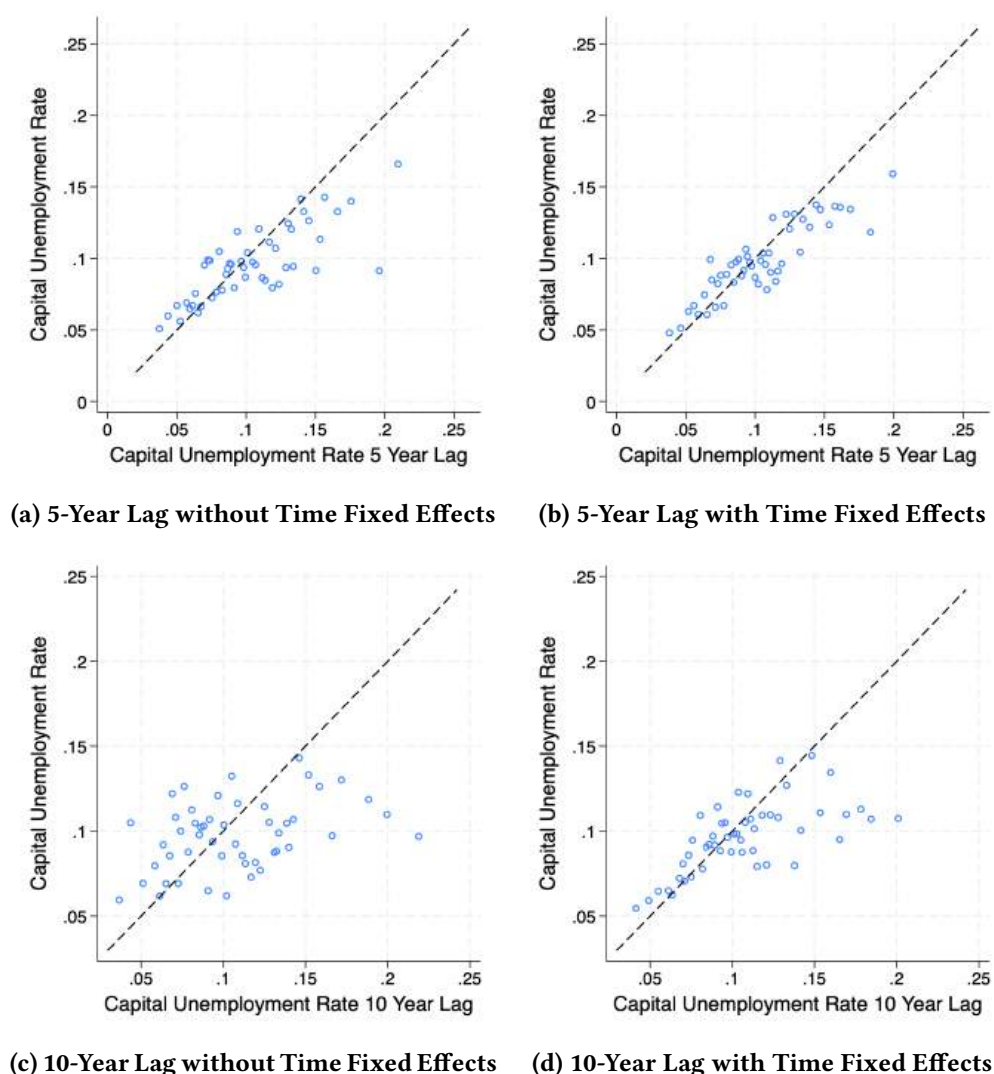 Capital Unemployment Rate
.25
.2
.15
.1
.05
0
0 .05 .1 .15 .2 .25
Capital Unemployment Rate 5 Year Lag
(a) 5-Year Lag without Time Fixed Effects
Capital Unemployment Rate
.25
.2
.15
.1
.05
0
0 .05 .1 .15 .2 .25
Capital Unemployment Rate 5 Year Lag
(b) 5-Year Lag with Time Fixed Effects
Capital Unemployment Rate
.25
.2
.15
.1
.05
.05 .1 .15 .2 .25
Capital Unemployment Rate 10 Year Lag
(c) 10-Year Lag without Time Fixed Effects
Capital Unemployment Rate
.25
.2
.15
.1
.05
.05 .1 .15 .2 .25
Capital Unemployment Rate 10 Year Lag
(d) 10-Year Lag with Time Fixed Effects